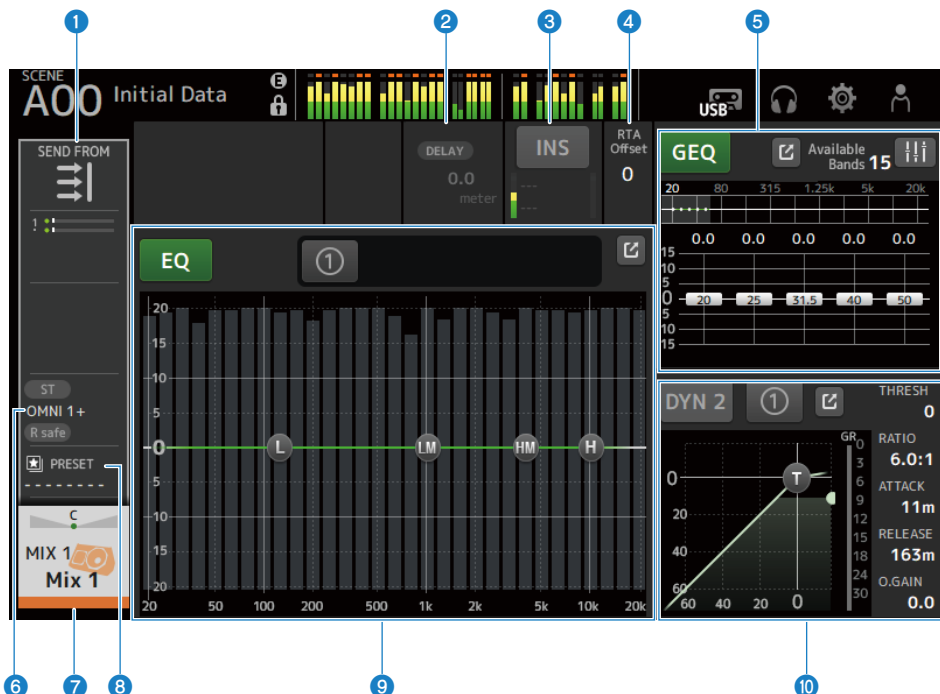 1 2 3 4 5
SCENE
A00 Initial Data
E
USB
SEND FROM
1
ST
OMNI 1+
R safe
PRESET
--------
C
MIX 1
Mix 1
DELAY
0.0
meter
INS
---
---
RTA
Offset
0
GEQ
Available
Bands 15
20 80 315 1.25k 5k 20k
0.0 0.0 0.0 0.0 0.0
15
10
5
0 20 25 31.5 40 50
5
10
15
EQ
1
20
15
10
5
0 L LM HM H
5
10
15
20
20 50 100 200 500 1k 2k 5k 10k 20k
DYN 2
1
THRESH
0
RATIO
6.0:1
ATTACK
11m
RELEASE
163m
O.GAIN
0.0
GR
0
3
6
9
12
15
18
24
30
T
0
20
40
60
60 40 20 0
6 7 8 9 10